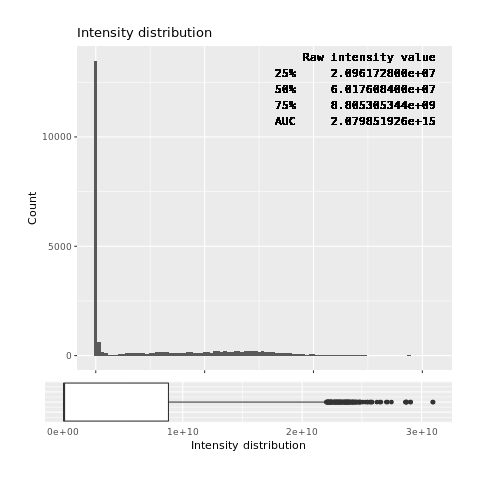 Intensity distribution
Raw intensity value
25% 2.096172800e+07
50% 6.017608400e+07
75% 8.805305344e+09
AUC 2.079851926e+15
10000
5000
0
Count
0e+00 1e+10 2e+10 3e+10
Intensity distribution